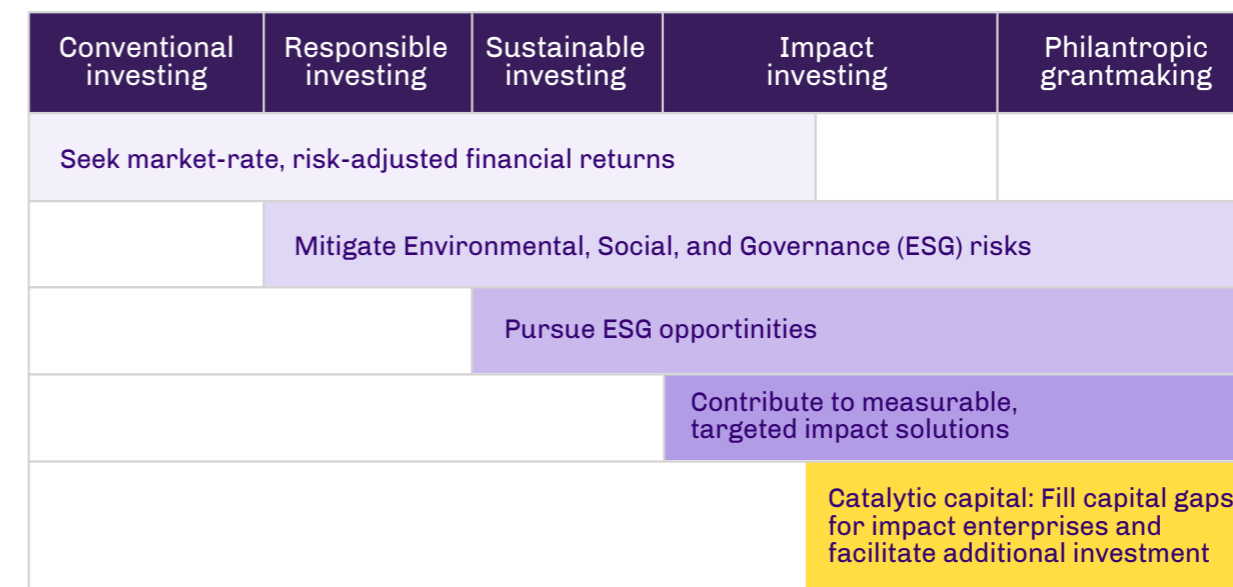 Conventional
investing
Responsible
investing
Sustainable
investing
Impact
investing
Philantropic
grantmaking
Seek market-rate, risk-adjusted financial returns
Mitigate Environmental, Social, and Governance (ESG) risks
Pursue ESG opportinities
Contribute to measurable,
targeted impact solutions
Catalytic capital: Fill capital gaps
for impact enterprises and
facilitate additional investment